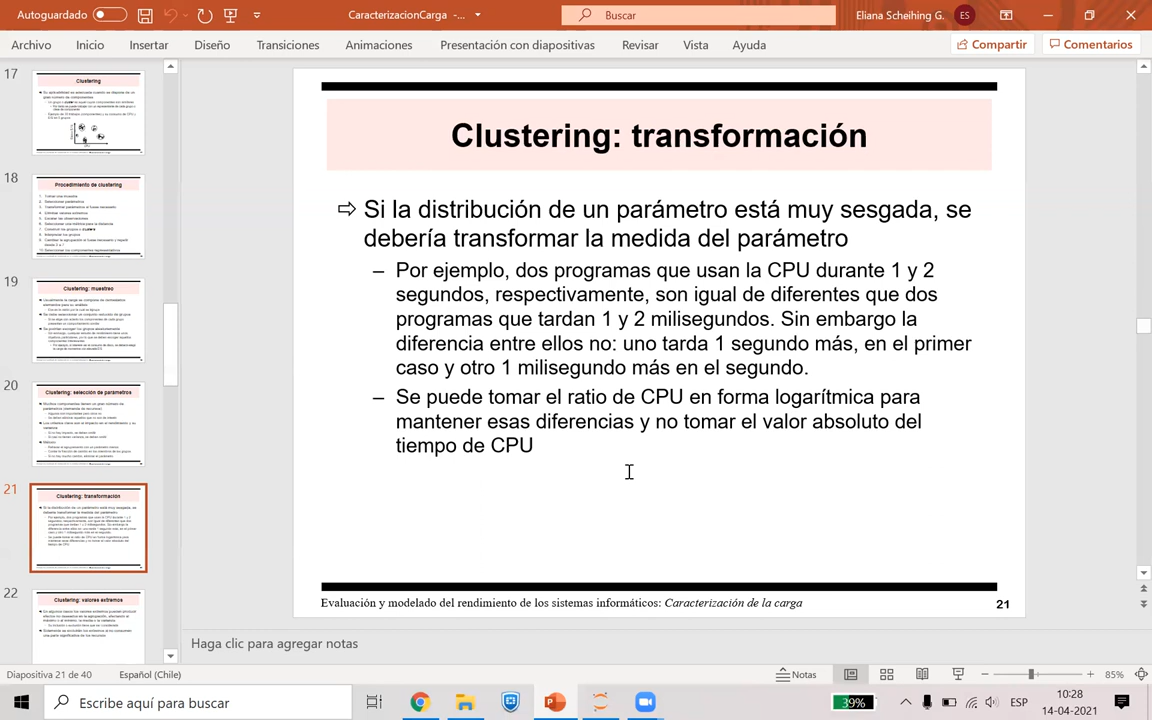 Autoguardado
CaracterizacionCarga -...
Buscar
Eliana Scheihing G.
ES
Archivo
Inicio
Insertar
Diseño
Transiciones
Animaciones
Presentación con diapositivas
Revisar
Vista
Ayuda
Compartir
Comentarios
17
Clustering
18
Procedimiento de clustering
19
Clustering: muestreo
20
Clustering: selección de parámetros
21
Clustering: transformación
22
Clustering: valores extremos
Clustering: transformación
Si la distribución de un parámetro está muy sesgada, se
debería transformar la medida del parámetro
– Por ejemplo, dos programas que usan la CPU durante 1 y 2
segundos, respectivamente, son igual de diferentes que dos
programas que tardan 1 y 2 milisegundos. Sin embargo la
diferencia entre ellos no: uno tarda 1 segundo más, en el primer
caso y otro 1 milisegundo más en el segundo.
– Se puede tomar el ratio de CPU en forma logarítmica para
mantener esas diferencias y no tomar el valor absoluto del
tiempo de CPU
Evaluación y modelado del rendimiento de los sistemas informáticos: Caracterización de la carga
21
Haga clic para agregar notas
Diapositiva 21 de 40
Español (Chile)
Notas
85%
Escribe aquí para buscar
39%
ESP
10:28
14-04-2021